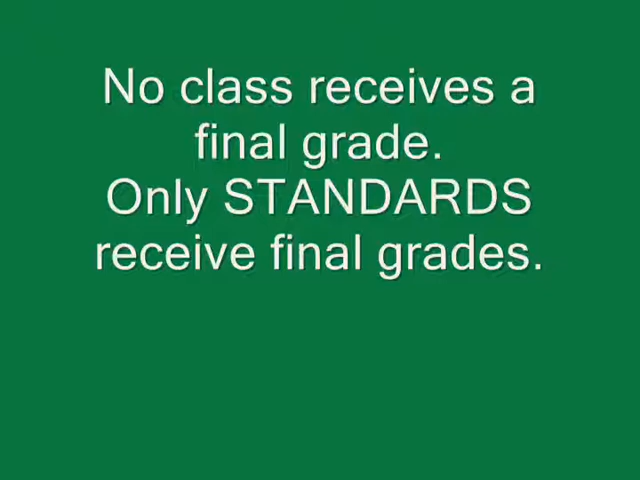 No class receives a
final grade.
Only STANDARDS
receive final grades.